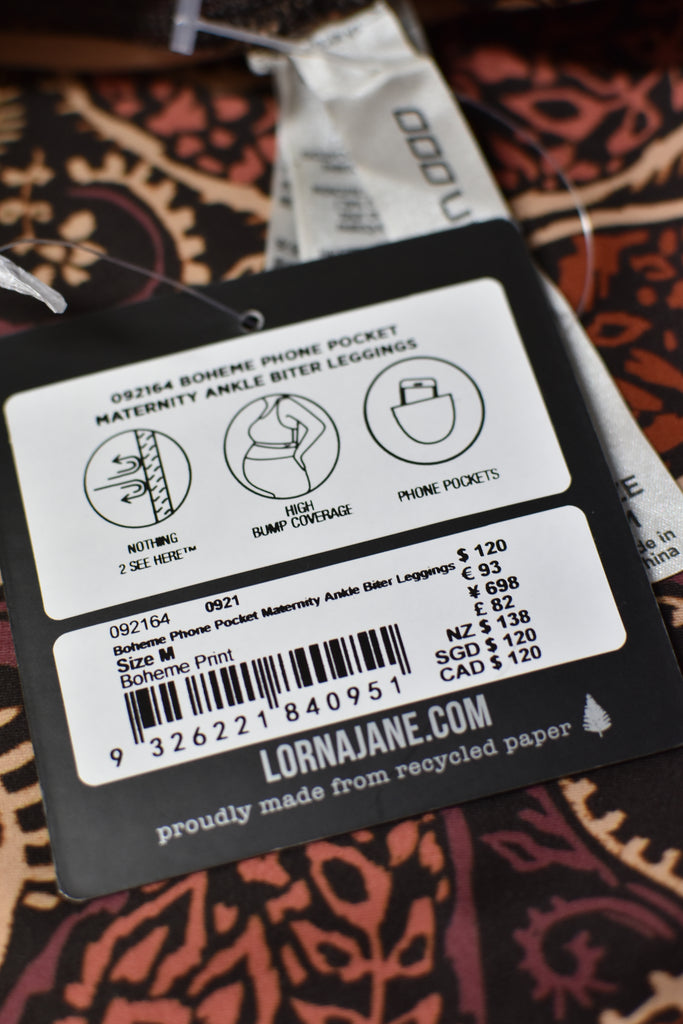 092164 BOHEME PHONE POCKET
MATERNITY ANKLE BITER LEGGINGS
NOTHING
2 SEE HERE™
HIGH
BUMP COVERAGE
PHONE POCKETS
092164 0921
Boheme Phone Pocket Maternity Ankle Biter Leggings
Size M
Boheme Print
$ 120
€ 93
¥ 698
£ 82
NZ $ 138
SGD $ 120
CAD $ 120
9 326221 840951
LORNAJANE.COM
proudly made from recycled paper